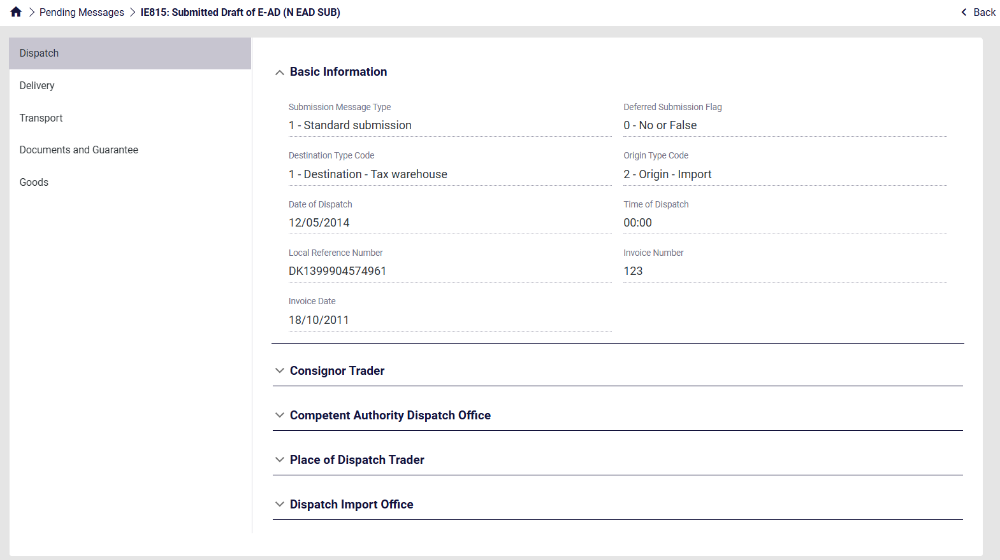 Pending Messages IE815: Submitted Draft of E-AD (N EAD SUB) Back
Dispatch
Delivery
Transport
Documents and Guarantee
Goods
Basic Information
Submission Message Type Deferred Submission Flag
1 - Standard submission 0 - No or False
Destination Type Code Origin Type Code
1 - Destination - Tax warehouse 2 - Origin - Import
Date of Dispatch Time of Dispatch
12/05/2014 00:00
Local Reference Number Invoice Number
DK1399904574961 123
Invoice Date
18/10/2011
Consignor Trader
Competent Authority Dispatch Office
Place of Dispatch Trader
Dispatch Import Office